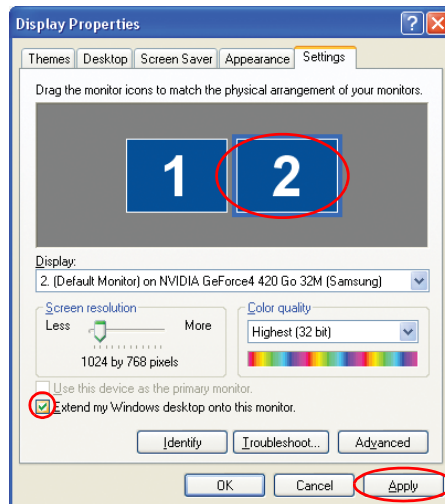 Display Properties
Themes Desktop Screen Saver Appearance Settings
Drag the monitor icons to match the physical arrangement of your monitors.
1 2
Display:
2. (Default Monitor) on NVIDIA GeForce4 420 Go 32M (Samsung)
Screen resolution Color quality
Less More Highest (32 bit)
1024 by 768 pixels
Use this device as the primary monitor.
Extend my Windows desktop onto this monitor.
Identify Troubleshoot... Advanced
OK Cancel Apply